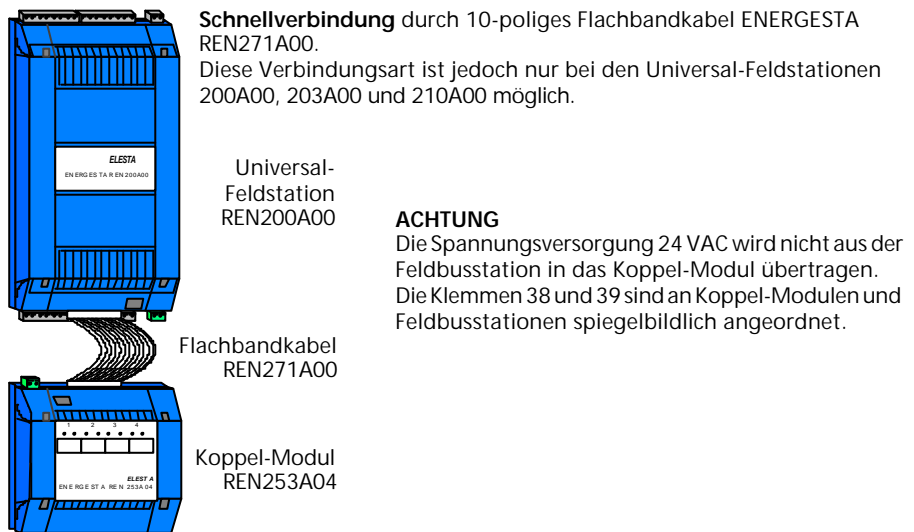 Schnellverbindung durch 10-poliges Flachbandkabel ENERGESTA
REN271A00.
Diese Verbindungsart ist jedoch nur bei den Universal-Feldstationen
200A00, 203A00 und 210A00 möglich.
ELESTA
ENERGESTA REN200A00
Universal-
Feldstation
REN200A00
ACHTUNG
Die Spannungsversorgung 24 VAC wird nicht aus der
Feldbusstation in das Koppel-Modul übertragen.
Die Klemmen 38 und 39 sind an Koppel-Modulen und
Feldbusstationen spiegelbildlich angeordnet.
Flachbandkabel
REN271A00
1 2 3 4
ELESTA
ENERGESTA REN 253A04
Koppel-Modul
REN253A04